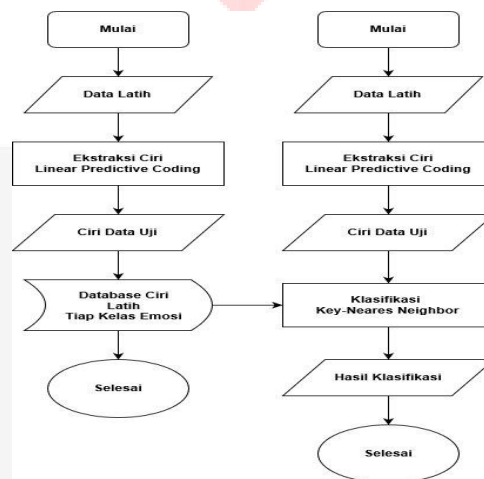 Mulai
Data Latih
Ekstraksi Ciri
Linear Predictive Coding
Ciri Data Uji
Database Ciri
Latih
Tiap Kelas Emosi
Selesai
Mulai
Data Latih
Ekstraksi Ciri
Linear Predictive Coding
Ciri Data Uji
Klasifikasi
Key-Neares Neighbor
Hasil Klasifikasi
Selesai